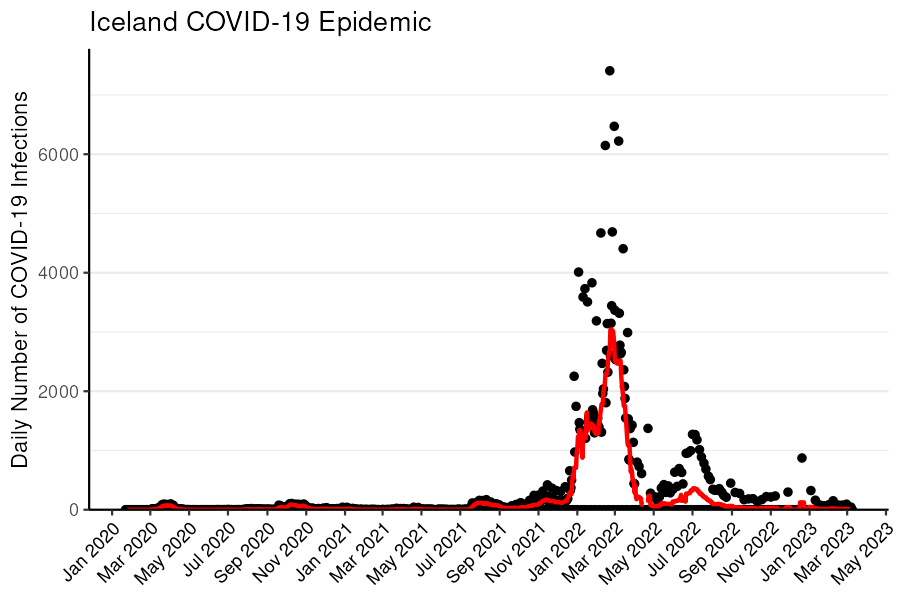 Iceland COVID-19 Epidemic
Daily Number of COVID-19 Infections
6000
4000
2000
0
Jan 2020
Mar 2020
May 2020
Jul 2020
Sep 2020
Nov 2020
Jan 2021
Mar 2021
May 2021
Jul 2021
Sep 2021
Nov 2021
Jan 2022
Mar 2022
May 2022
Jul 2022
Sep 2022
Nov 2022
Jan 2023
Mar 2023
May 2023